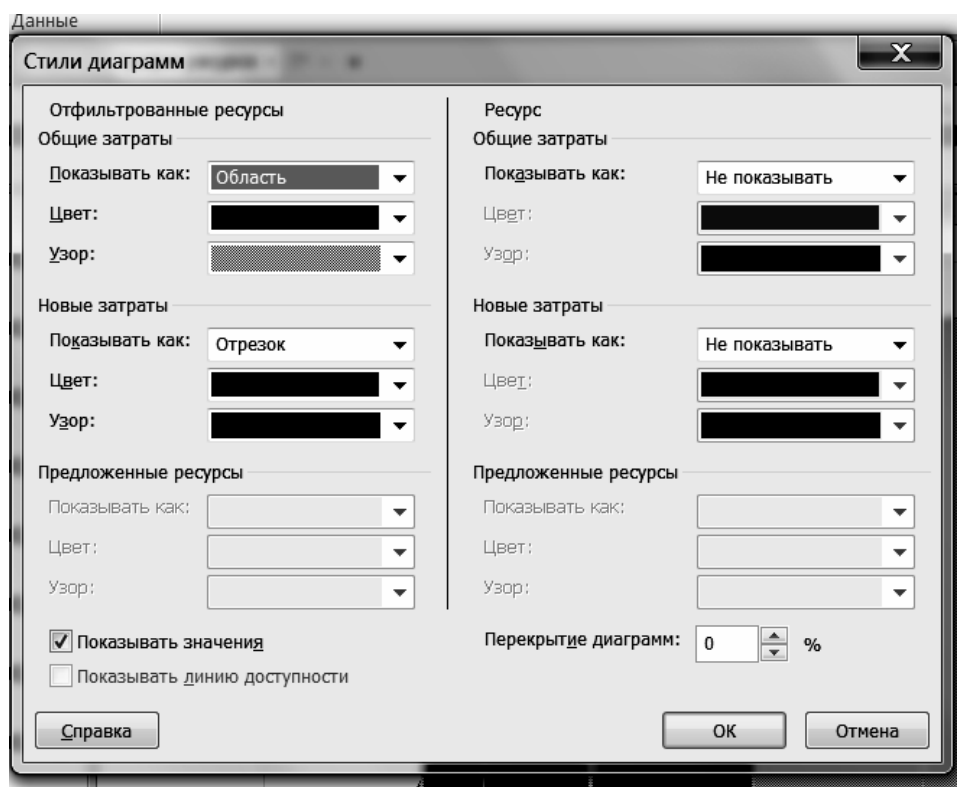 Данные
Стили диаграмм
Отфильтрованные ресурсы
Общие затраты
Показывать как: Область
Цвет:
Узор:
Новые затраты
Показывать как: Отрезок
Цвет:
Узор:
Предложенные ресурсы
Показывать как:
Цвет:
Узор:
Показывать значения
Показывать линию доступности
Ресурс
Общие затраты
Показывать как: Не показывать
Цвет:
Узор:
Новые затраты
Показывать как: Не показывать
Цвет:
Узор:
Предложенные ресурсы
Показывать как:
Цвет:
Узор:
Перекрытие диаграмм: 0 %
Справка
ОК
Отмена